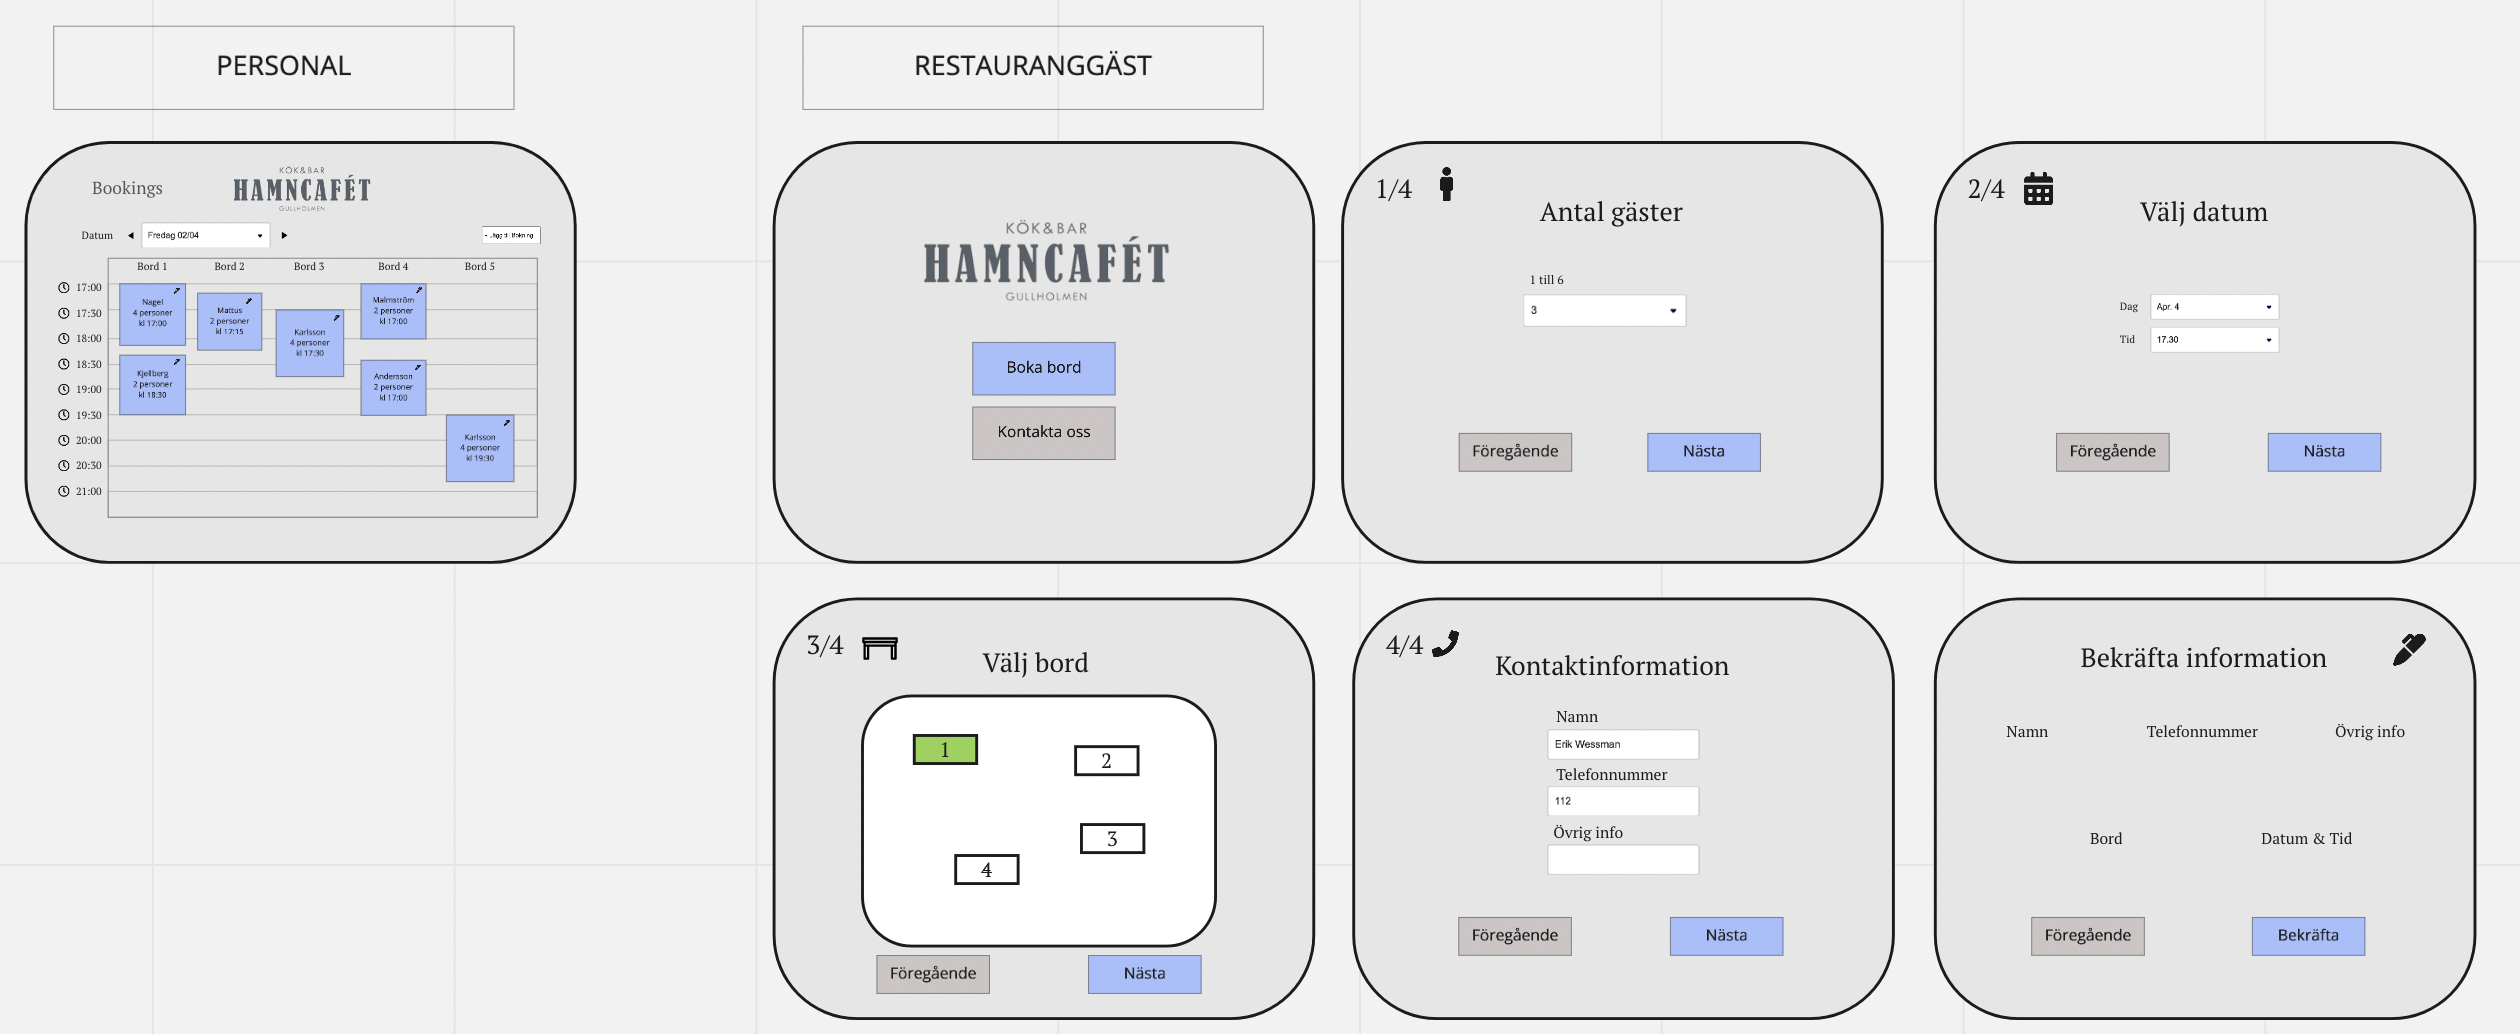 PERSONAL
RESTAURANGGÄST
Bookings
KÖK&BAR
HAMNCAFÉT
GULLHOLMEN
Datum
Fredag 02/04
Bord 1
Bord 2
Bord 3
Bord 4
Bord 5
17:00
17:30
18:00
18:30
19:00
19:30
20:00
20:30
21:00
Nagel
4 personer
kl 17:00
Kjellberg
2 personer
kl 18:30
Mattus
2 personer
kl 17:15
Karlsson
4 personer
kl 17:30
Malmström
2 personer
kl 17:00
Andersson
2 personer
kl 17:00
Karlsson
4 personer
kl 19:30
KÖK&BAR
HAMNCAFÉT
GULLHOLMEN
Boka bord
Kontakta oss
1/4
Antal gäster
1 till 6
3
Föregående
Nästa
2/4
Välj datum
Dag
Apr. 4
Tid
17.30
Föregående
Nästa
3/4
Välj bord
1
2
3
4
Föregående
Nästa
4/4
Kontaktinformation
Namn
Erik Wessman
Telefonnummer
112
Övrig info
Föregående
Nästa
Bekräfta information
Namn
Telefonnummer
Övrig info
Bord
Datum & Tid
Föregående
Bekräfta